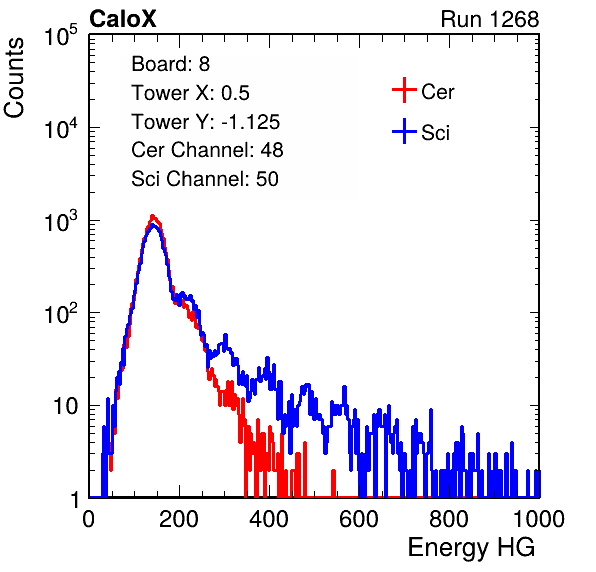 CaloX Run 1268
Counts
Board: 8
Tower X: 0.5
Tower Y: -1.125
Cer Channel: 48
Sci Channel: 50
Cer
Sci
10^5
10^4
10^3
10^2
10
1
0 200 400 600 800 1000
Energy HG